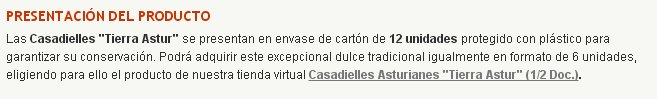 PRESENTACIÓN DEL PRODUCTO
Las Casadielles "Tierra Astur" se presentan en envase de cartón de 12 unidades protegido con plástico para
garantizar su conservación. Podrá adquirir este excepcional dulce tradicional igualmente en formato de 6 unidades,
eligiendo para ello el producto de nuestra tienda virtual Casadielles Asturianes "Tierra Astur" (1/2 Doc.).